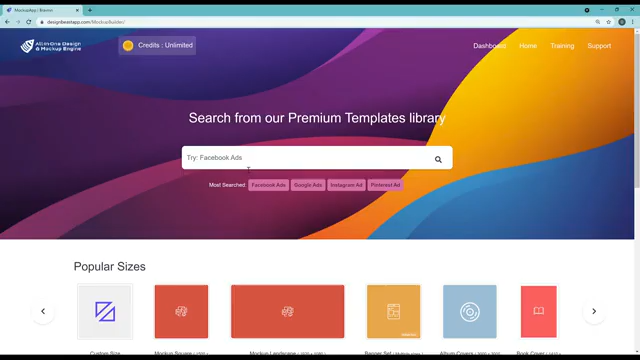 designbeastapp.com/Mockupbuilder/
All-In-One Design
& Mockup Engine
Credits : Unlimited
Dashboard
Home
Training
Support
Search from our Premium Templates library
Try: Facebook Ads
Most Searched:
Facebook Ads
Google Ads
Instagram Ad
Pinterest Ad
Popular Sizes
Custom Size
Mockup Square
Mockup Landscape
Banner Set
Album Covers
Book Cover